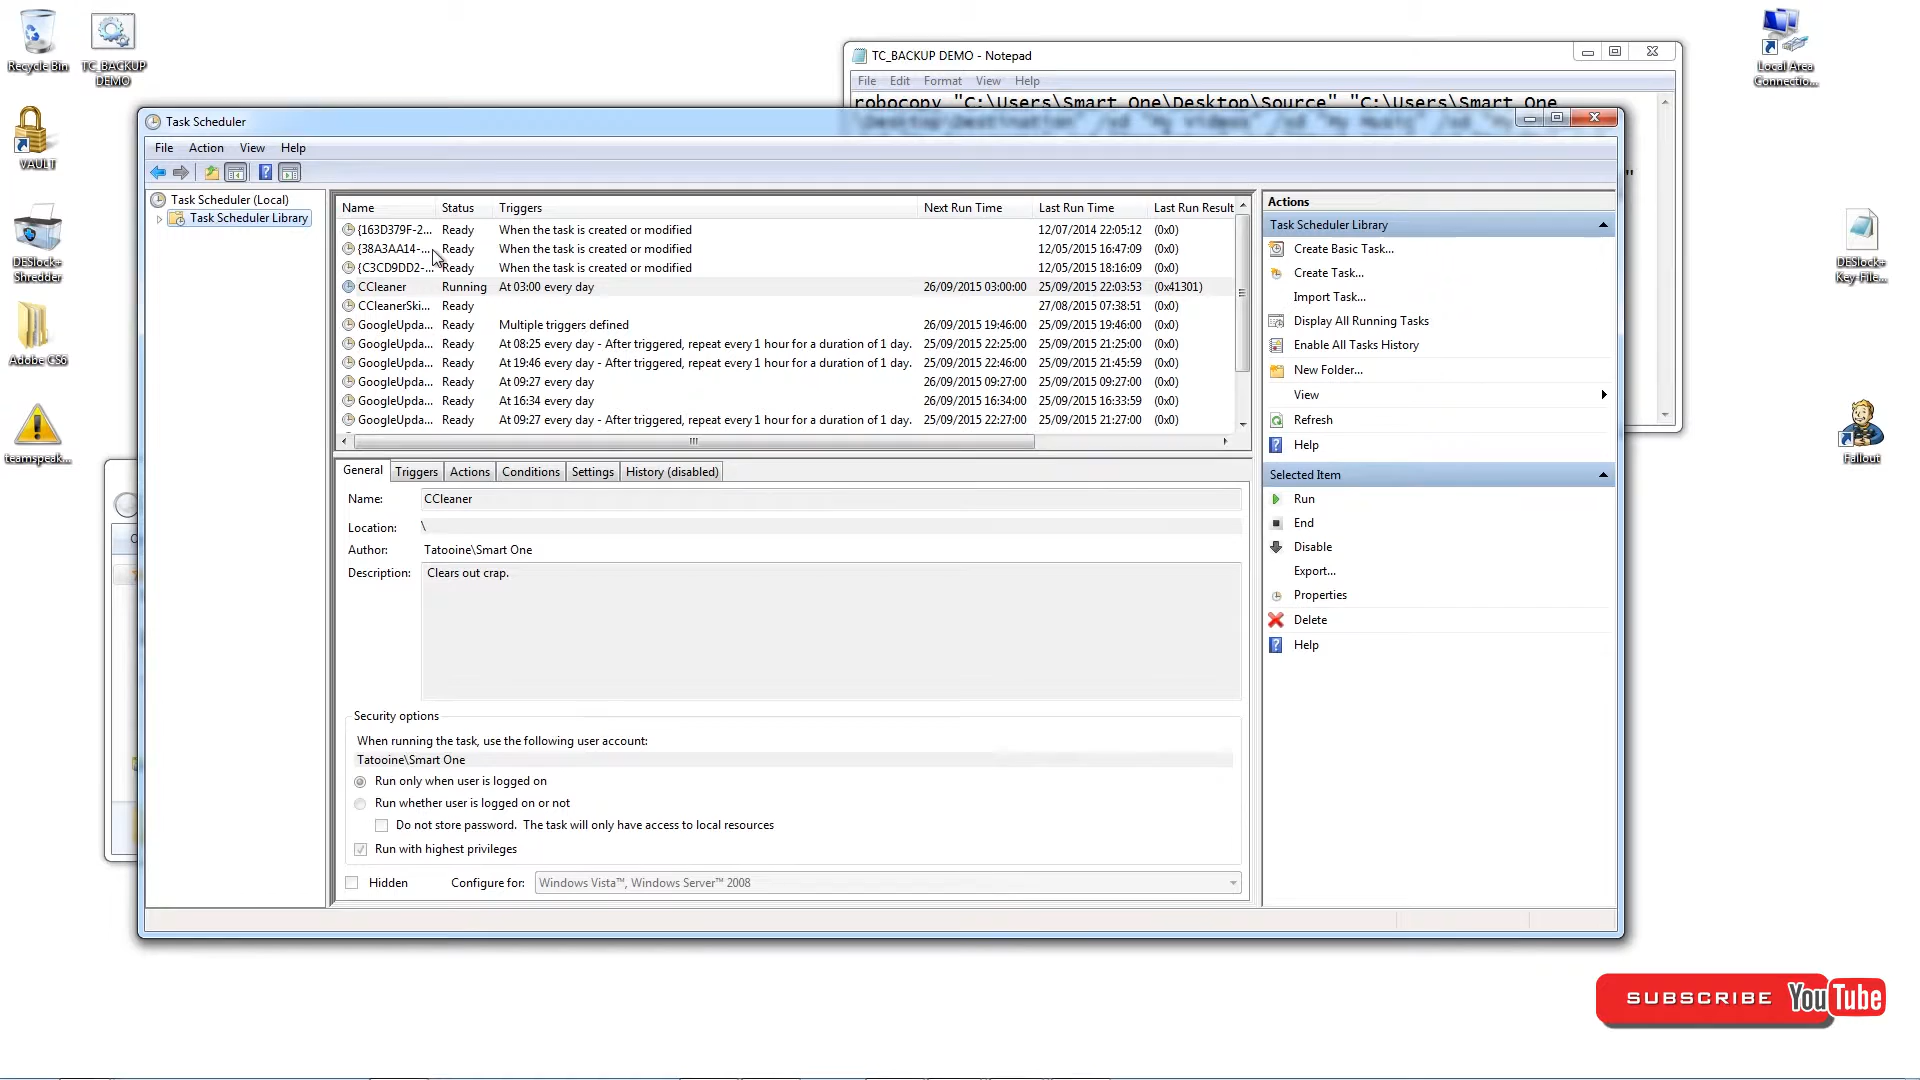 Recycle Bin
TC_BACKUP
DEMO
VAULT
DESlock+
Shredder
Adobe CS6
teamspeak...
Local Area
Connectio...
DESlock+
Key-File...
Fallout
TC_BACKUP DEMO - Notepad
File Edit Format View Help
robocopy "C:\Users\Smart One\Desktop\Source" "C:\Users\Smart One
\Desktop\Destination" /xd "My Videos" /xd "My Music" /xd "My
Task Scheduler
File Action View Help
Task Scheduler (Local)
Task Scheduler Library
Name Status Triggers Next Run Time Last Run Time Last Run Result
{163D379F-2... Ready When the task is created or modified 12/07/2014 22:05:12 (0x0)
{38A3AA14-... Ready When the task is created or modified 12/05/2015 16:47:09 (0x0)
{C3CD9DD2-... Ready When the task is created or modified 12/05/2015 18:16:09 (0x0)
CCleaner Running At 03:00 every day 26/09/2015 03:00:00 25/09/2015 22:03:53 (0x41301)
CCleanerSki... Ready 27/08/2015 07:38:51 (0x0)
GoogleUpda... Ready Multiple triggers defined 26/09/2015 19:46:00 25/09/2015 19:46:00 (0x0)
GoogleUpda... Ready At 08:25 every day - After triggered, repeat every 1 hour for a duration of 1 day. 25/09/2015 22:25:00 25/09/2015 21:25:00 (0x0)
GoogleUpda... Ready At 19:46 every day - After triggered, repeat every 1 hour for a duration of 1 day. 25/09/2015 22:46:00 25/09/2015 21:45:59 (0x0)
GoogleUpda... Ready At 09:27 every day 26/09/2015 09:27:00 25/09/2015 09:27:00 (0x0)
GoogleUpda... Ready At 16:34 every day 26/09/2015 16:34:00 25/09/2015 16:33:59 (0x0)
GoogleUpda... Ready At 09:27 every day - After triggered, repeat every 1 hour for a duration of 1 day. 25/09/2015 22:27:00 25/09/2015 21:27:00 (0x0)
General Triggers Actions Conditions Settings History (disabled)
Name: CCleaner
Location: \
Author: Tatooine\Smart One
Description: Clears out crap.
Security options
When running the task, use the following user account:
Tatooine\Smart One
Run only when user is logged on
Run whether user is logged on or not
Do not store password. The task will only have access to local resources
Run with highest privileges
Hidden Configure for: Windows Vista™, Windows Server™ 2008
Actions
Task Scheduler Library
Create Basic Task...
Create Task...
Import Task...
Display All Running Tasks
Enable All Tasks History
New Folder...
View
Refresh
Help
Selected Item
Run
End
Disable
Export...
Properties
Delete
Help
SUBSCRIBE YouTube